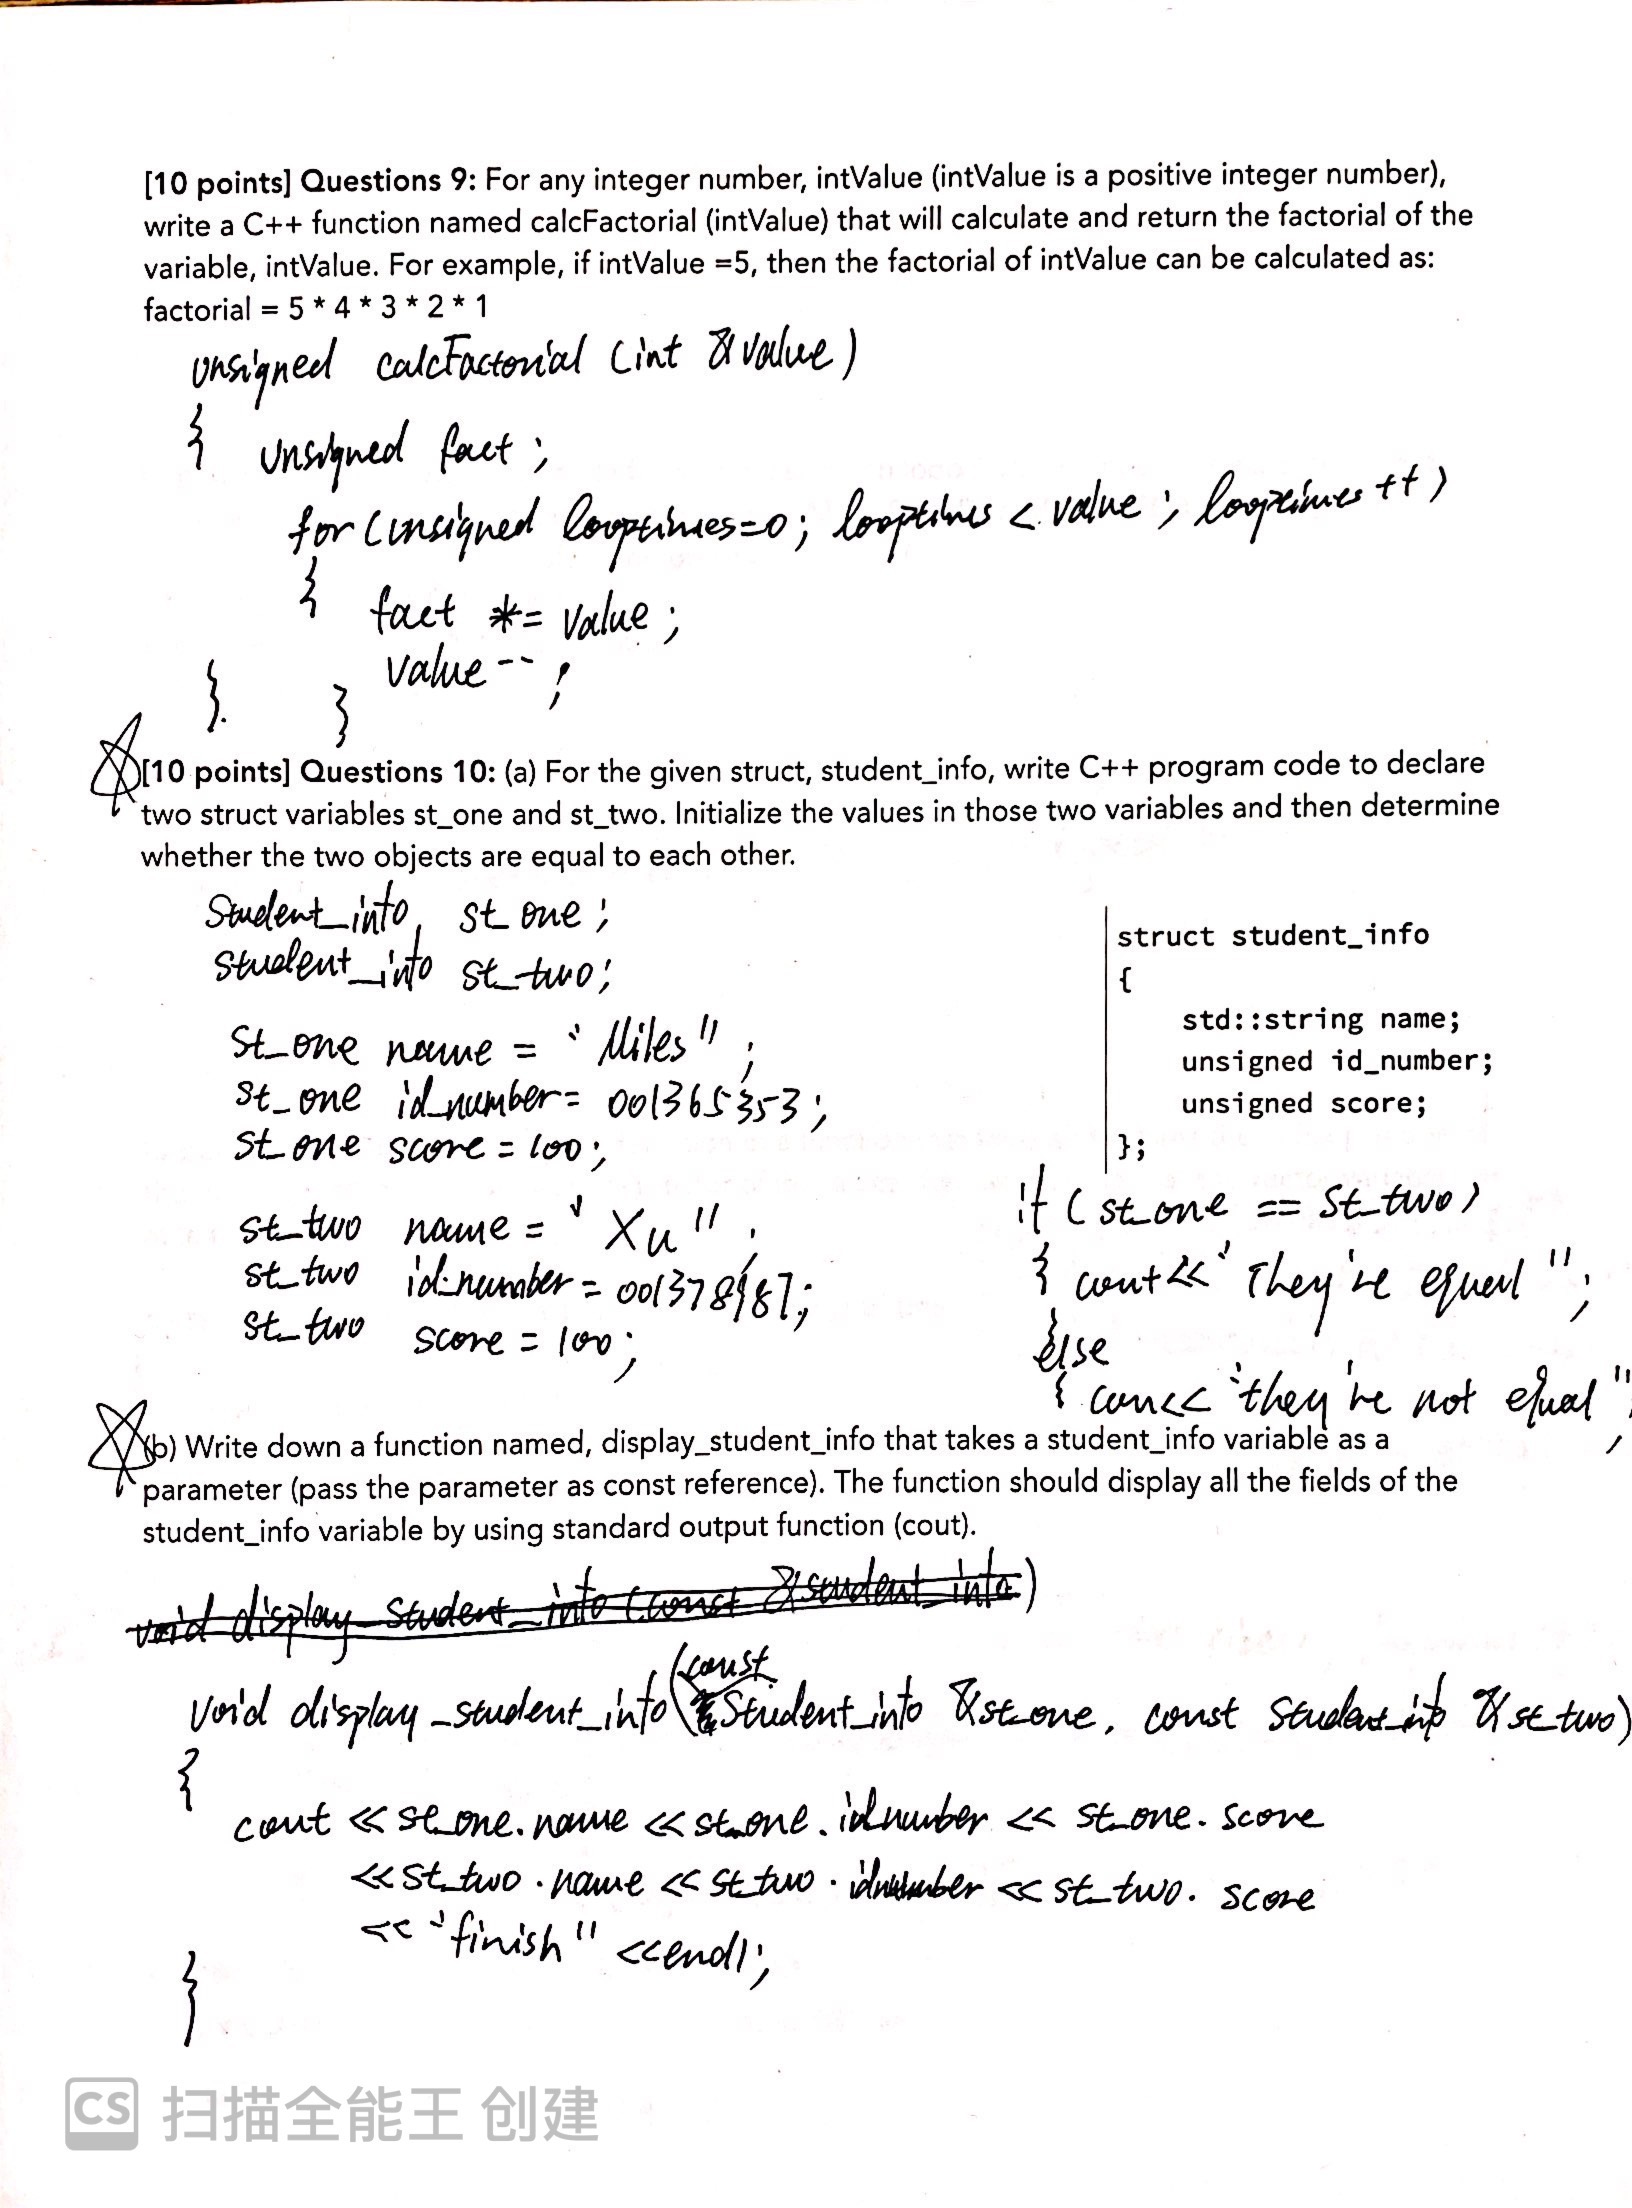 [10 points] Questions 9: For any integer number, intValue (intValue is a positive integer number),
write a C++ function named calcFactorial (intValue) that will calculate and return the factorial of the
variable, intValue. For example, if intValue =5, then the factorial of intValue can be calculated as:
factorial = 5 * 4 * 3 * 2 * 1
unsigned calcFactorial (int &value)
{ unsigned fact;
for (unsigned looptimes=0; looptimes < value; looptimes ++)
{ fact *= value;
value--;
}. }
[10 points] Questions 10: (a) For the given struct, student_info, write C++ program code to declare
two struct variables st_one and st_two. Initialize the values in those two variables and then determine
whether the two objects are equal to each other.
Student_info, st_one;
student_info st_two;
st_one name = "Miles";
st_one id_number= 001365353;
st_one score = 100;
st_two name = "Xu";
st_two id_number = 001378987;
st_two score = 100;
struct student_info
{
std::string name;
unsigned id_number;
unsigned score;
};
if (st_one == st_two)
{ cout<< "They're equal";
}else
{ cou<< "they're not equal";
(b) Write down a function named, display_student_info that takes a student_info variable as a
parameter (pass the parameter as const reference). The function should display all the fields of the
student_info variable by using standard output function (cout).
void display_student_info (const &student_info)
void display_student_info (const Student_info &st_one, const Student_info &st_two)
{
cout << st_one.name << st_one.id_number << st_one.score
<< st_two.name << st_two.id_number << st_two.score
<< "finish" <<endl;
}
CS 扫描全能王 创建